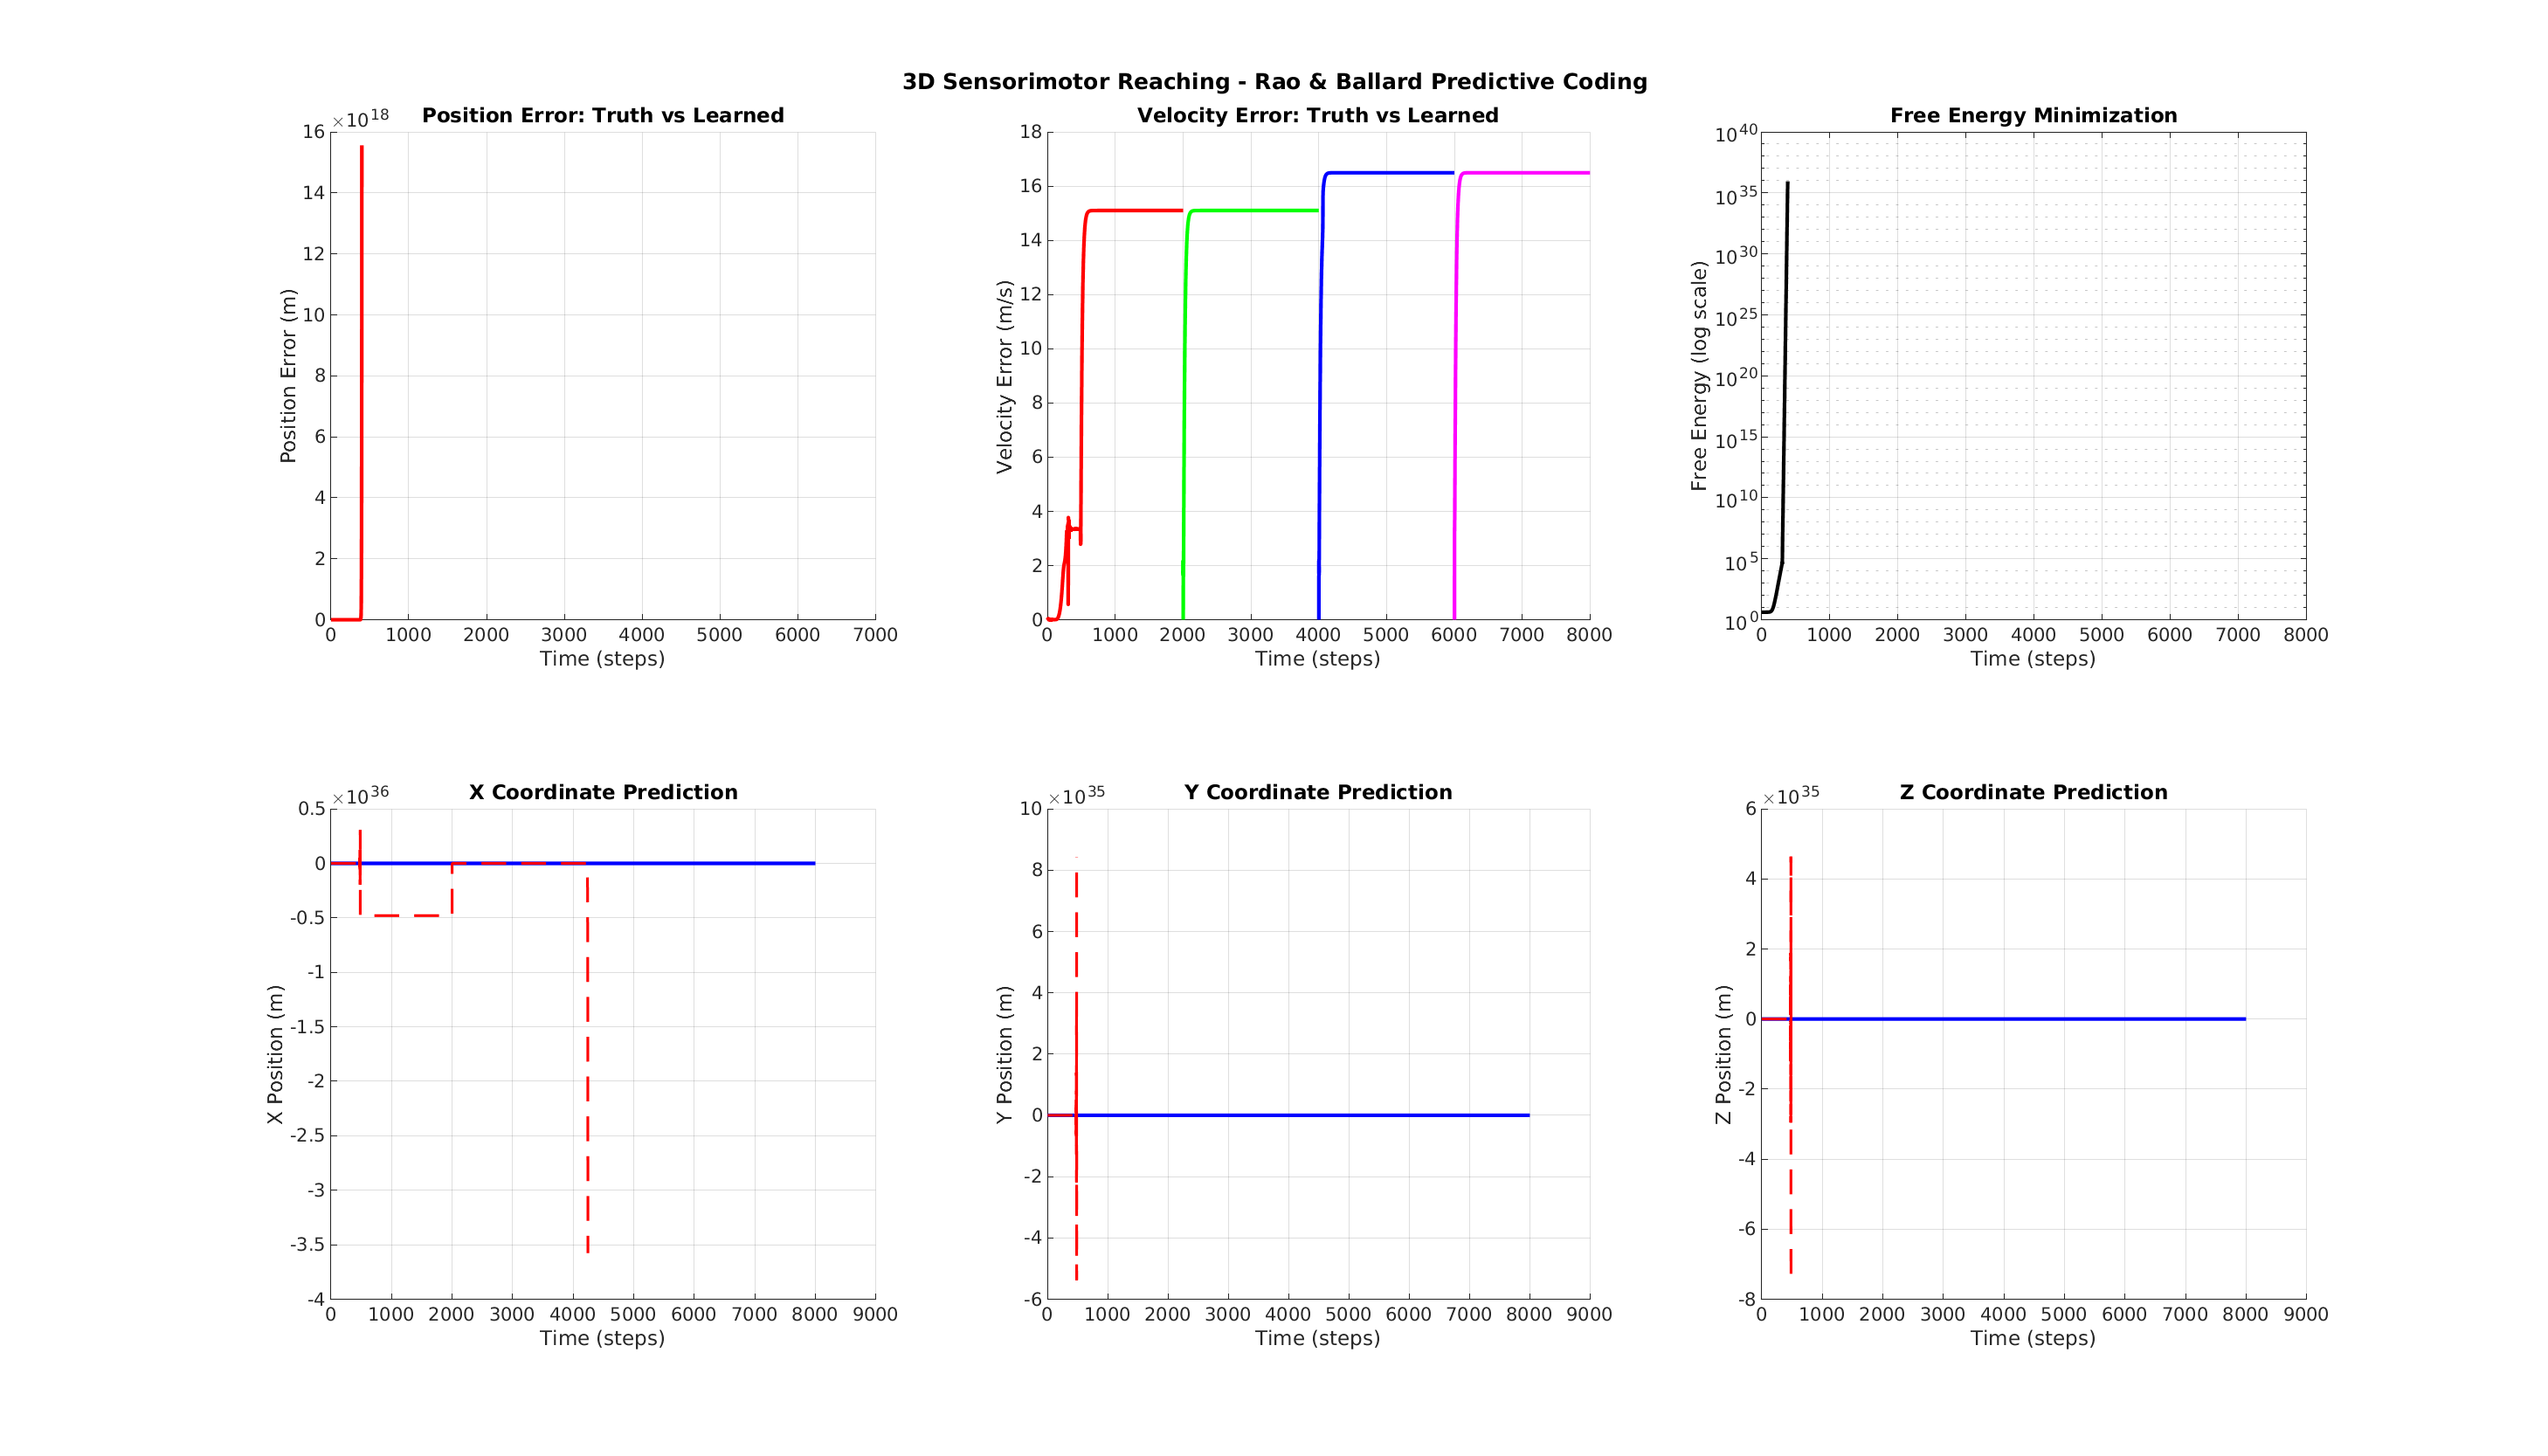 3D Sensorimotor Reaching - Rao & Ballard Predictive Coding
Position Error: Truth vs Learned
×10^18
16
14
12
10
8
6
4
2
0
0 1000 2000 3000 4000 5000 6000 7000
Position Error (m)
Time (steps)
Velocity Error: Truth vs Learned
18
16
14
12
10
8
6
4
2
0
0 1000 2000 3000 4000 5000 6000 7000 8000
Velocity Error (m/s)
Time (steps)
Free Energy Minimization
10^40
10^35
10^30
10^25
10^20
10^15
10^10
10^5
10^0
0 1000 2000 3000 4000 5000 6000 7000 8000
Free Energy (log scale)
Time (steps)
X Coordinate Prediction
×10^36
0.5
0
-0.5
-1
-1.5
-2
-2.5
-3
-3.5
-4
0 1000 2000 3000 4000 5000 6000 7000 8000 9000
X Position (m)
Time (steps)
Y Coordinate Prediction
×10^35
10
8
6
4
2
0
-2
-4
-6
0 1000 2000 3000 4000 5000 6000 7000 8000 9000
Y Position (m)
Time (steps)
Z Coordinate Prediction
×10^35
6
4
2
0
-2
-4
-6
-8
0 1000 2000 3000 4000 5000 6000 7000 8000 9000
Z Position (m)
Time (steps)